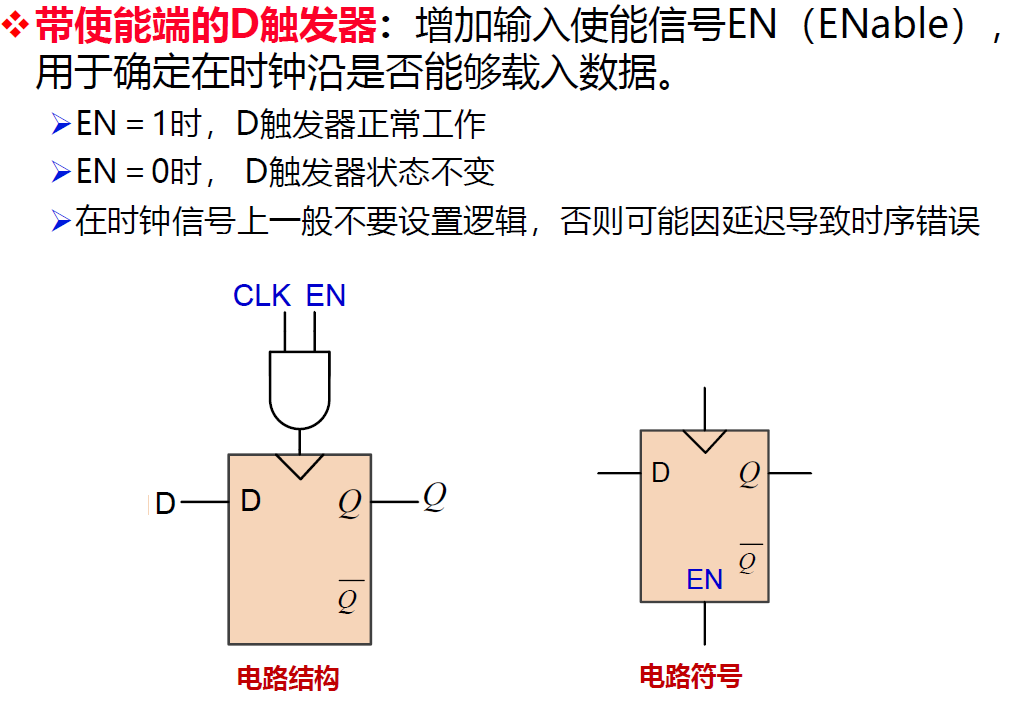 带使能端的D触发器：增加输入使能信号EN（ENable），
用于确定在时钟沿是否能够载入数据。
EN = 1时，D触发器正常工作
EN = 0时， D触发器状态不变
在时钟信号上一般不要设置逻辑，否则可能因延迟导致时序错误
CLK EN
D D Q Q
Q̅
电路结构
D Q
Q̅
EN
电路符号